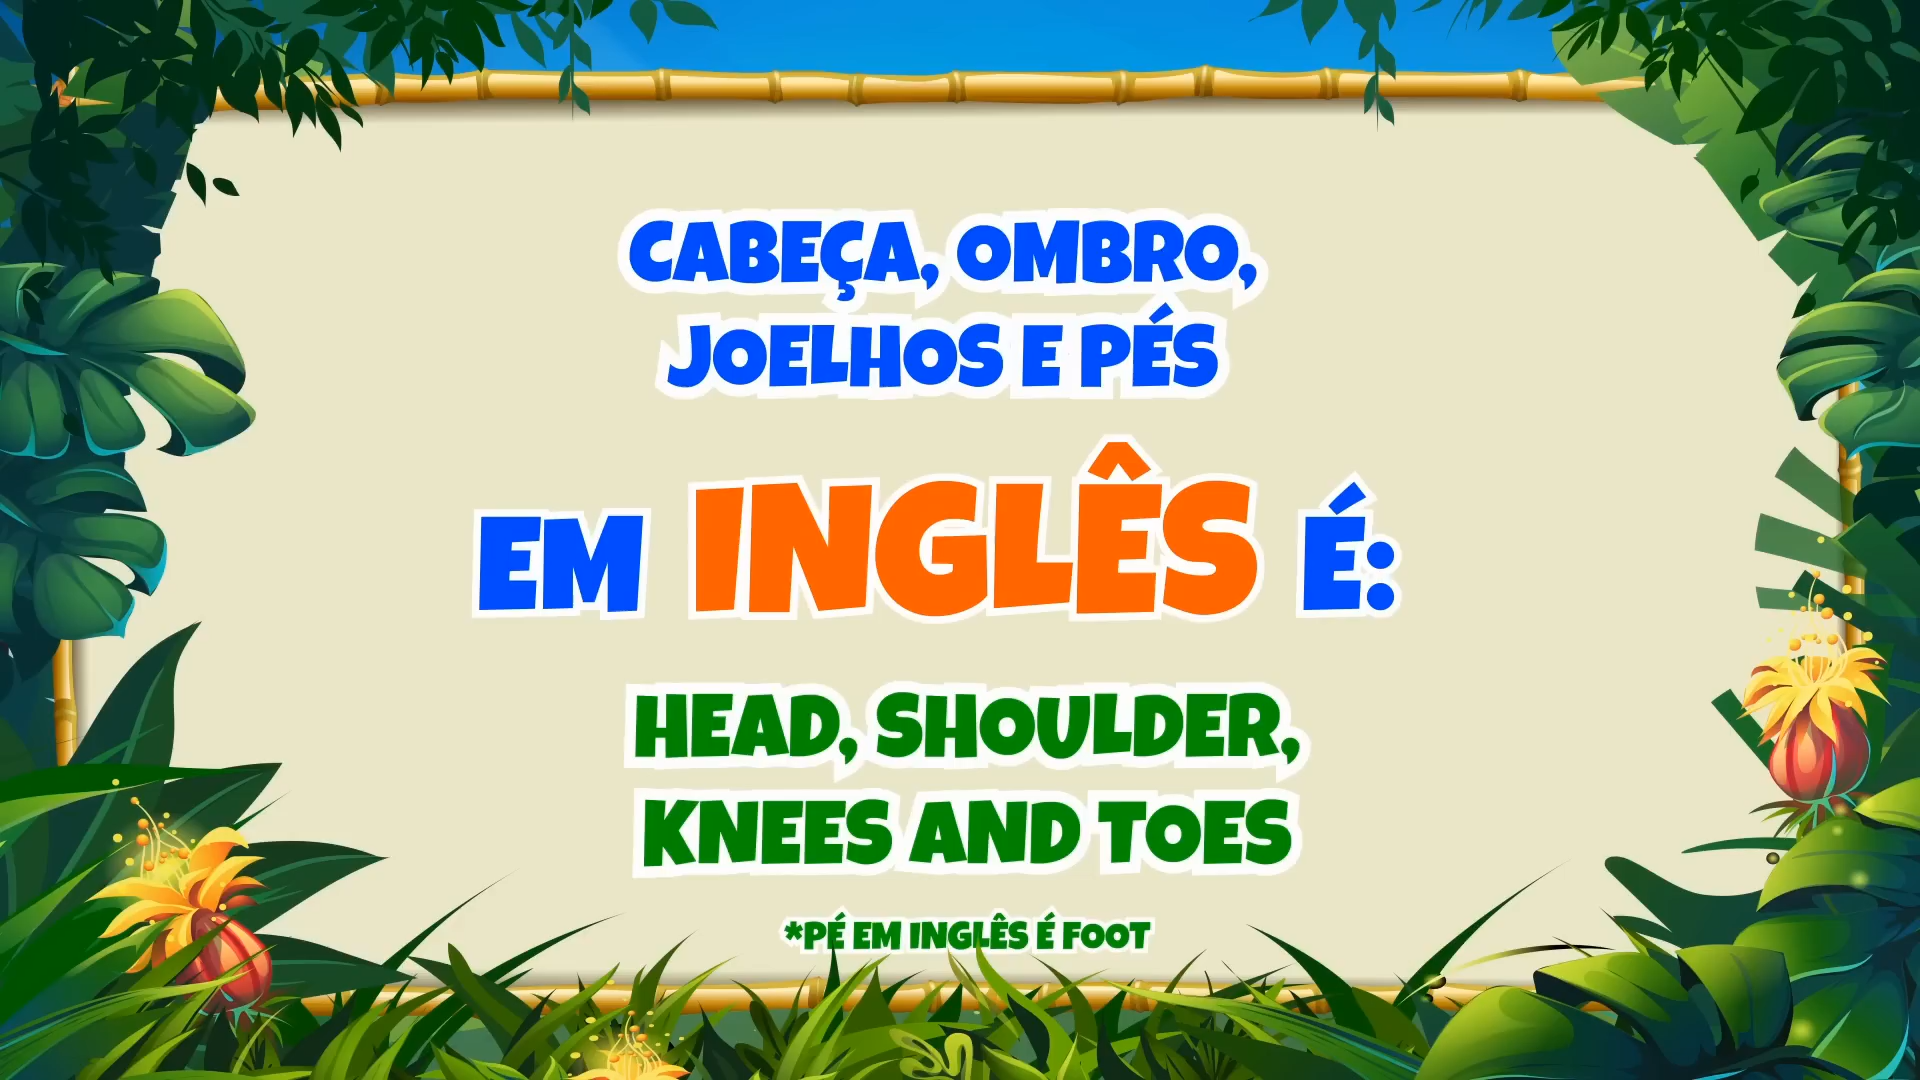 CABEÇA, OMBRO,
JOELHOS E PÉS
EM INGLÊS É:
HEAD, SHOULDER,
KNEES AND TOES
*PÉ EM INGLÊS É FOOT